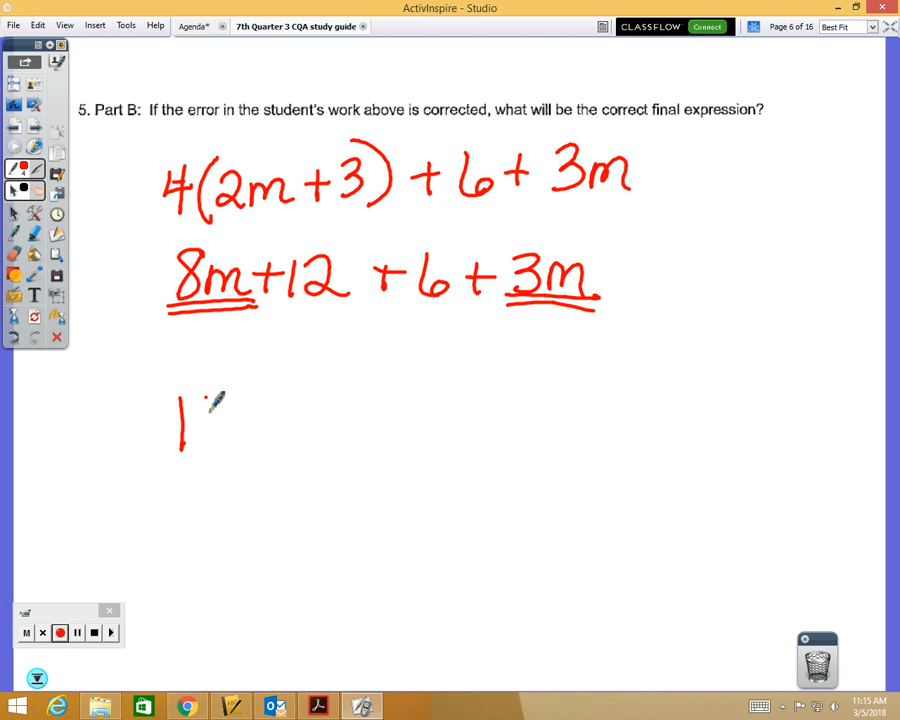 ActivInspire - Studio
File Edit View Insert Tools Help
Agenda* 7th Quarter 3 CQA study guide
CLASSFLOW Connect Page 6 of 16 Best Fit
4
5. Part B: If the error in the student's work above is corrected, what will be the correct final expression?
4(2m+3)+6+3m
8m+12 +6+3m
1
M
11:15 AM
3/5/2018